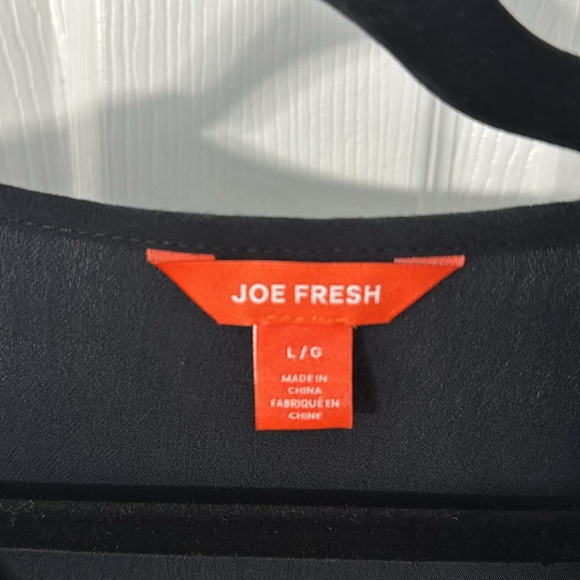 JOE FRESH
L/G
MADE IN
CHINA
FABRIQUÉ EN
CHINE